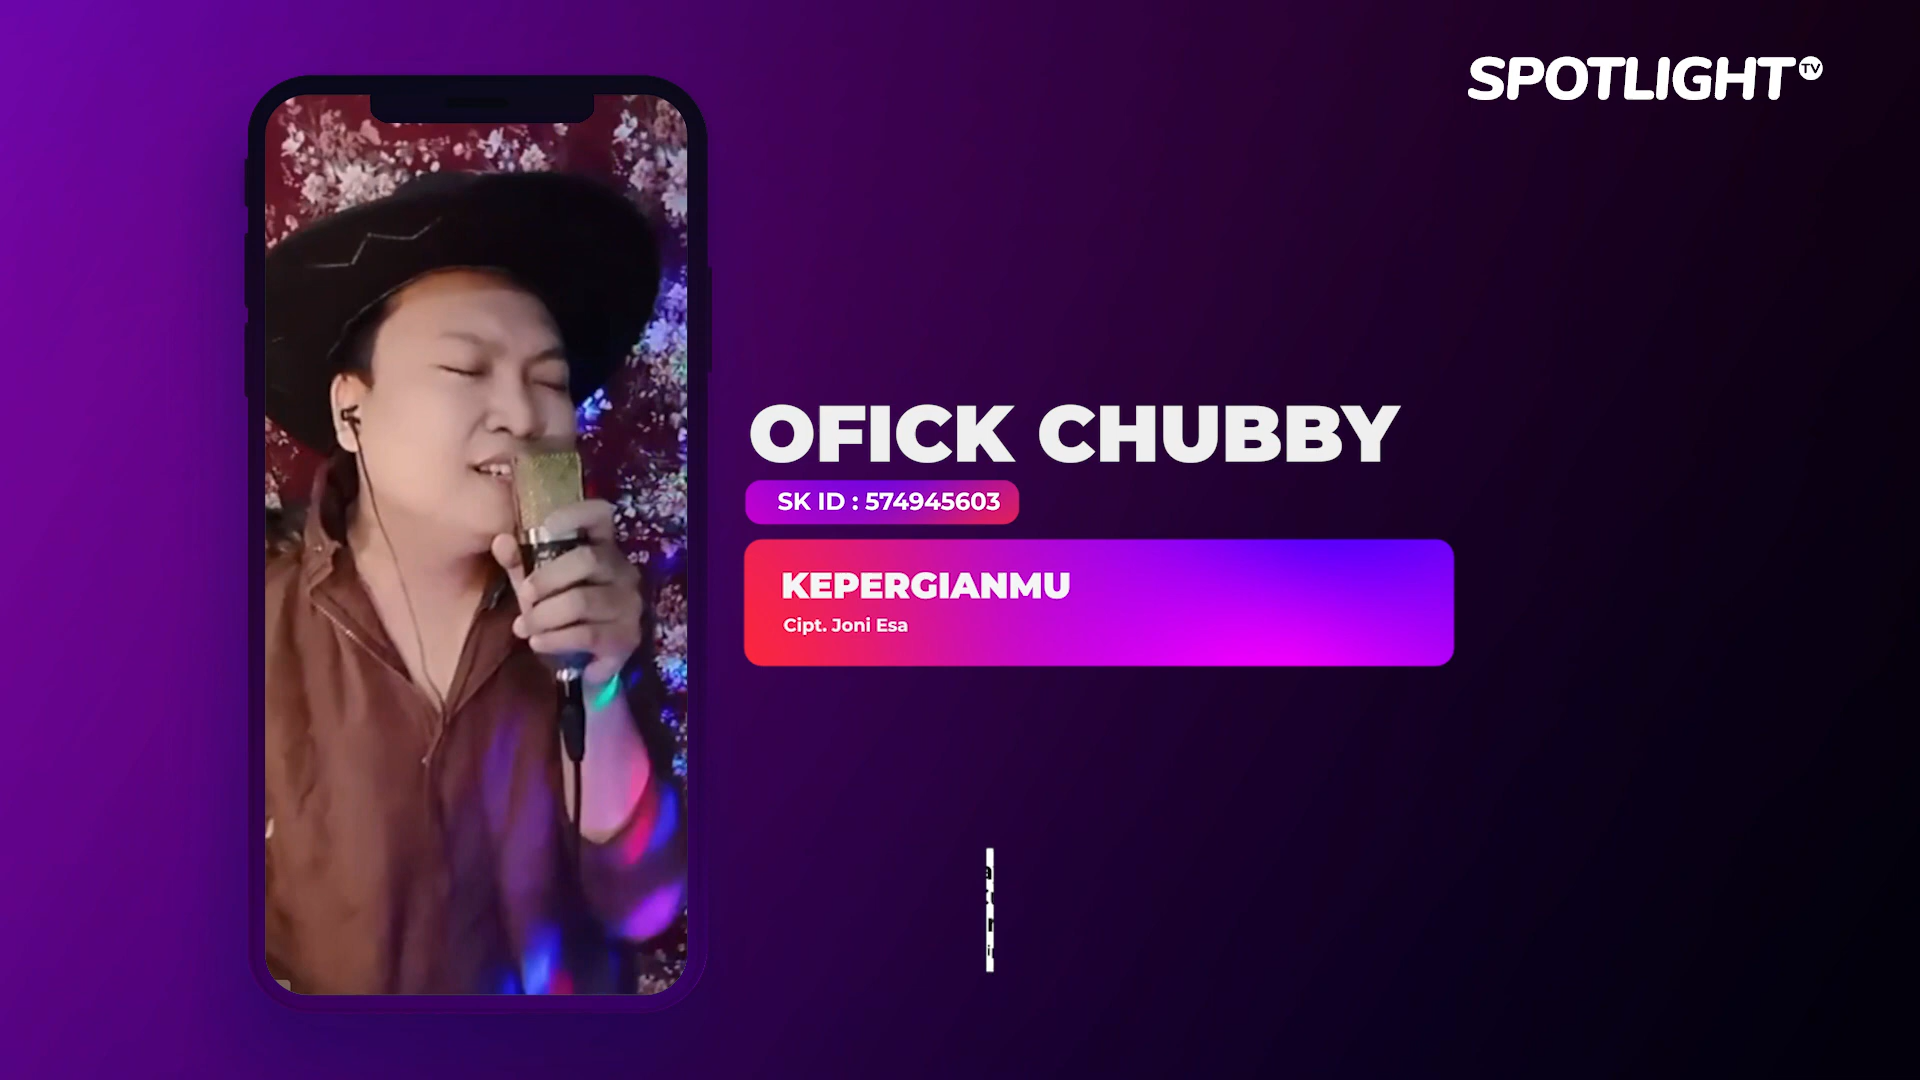 SPOTLIGHT TV
OFICK CHUBBY
SK ID : 574945603
KEPERGIANMU
Cipt. Joni Esa